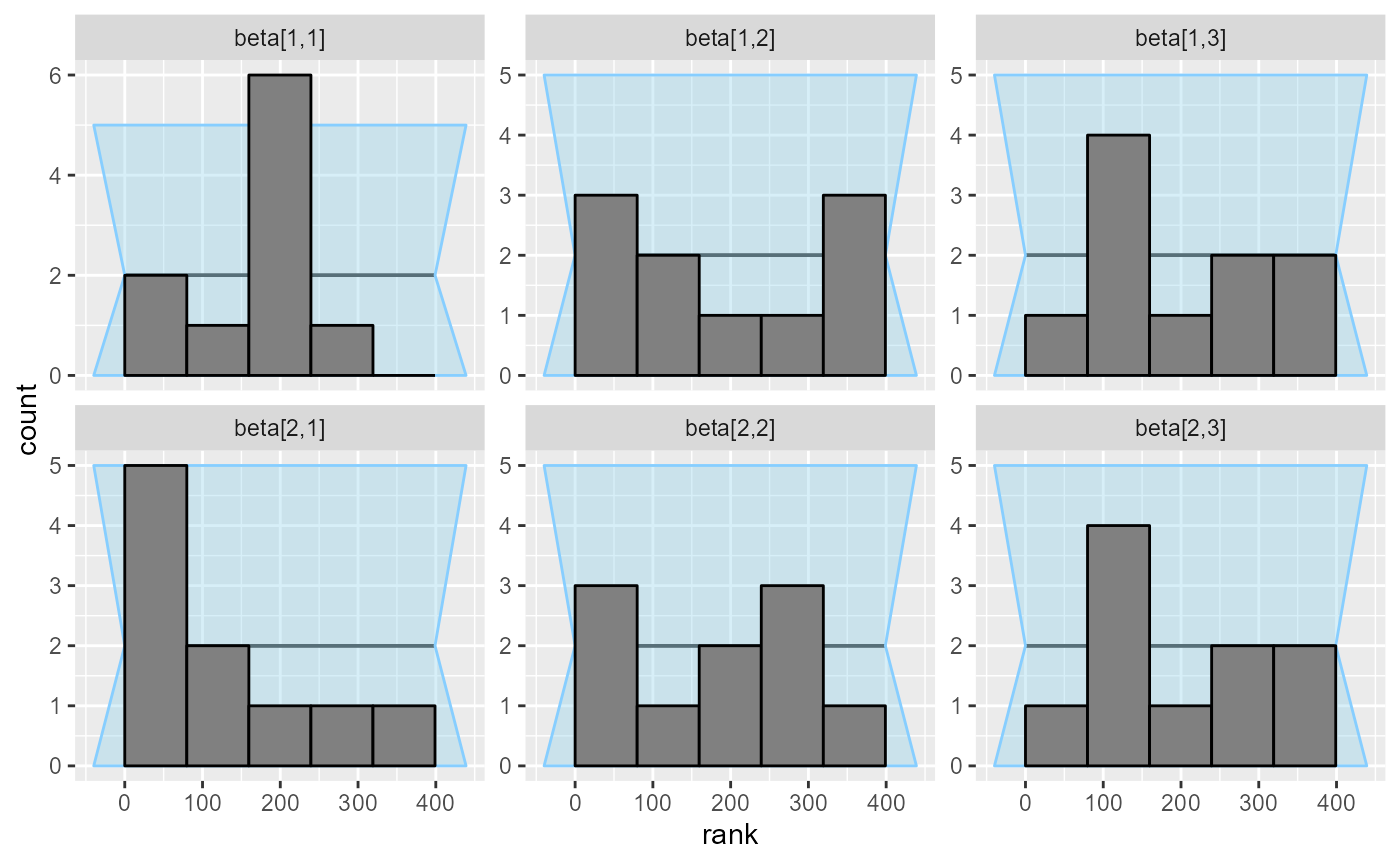 beta[1,1] beta[1,2] beta[1,3]
6 5 5
4 4 4
3 3
2 2 2
1 1
0 0 0
count
beta[2,1] beta[2,2] beta[2,3]
5 5 5
4 4 4
3 3 3
2 2 2
1 1 1
0 0 0
0 100 200 300 400 0 100 200 300 400 0 100 200 300 400
rank